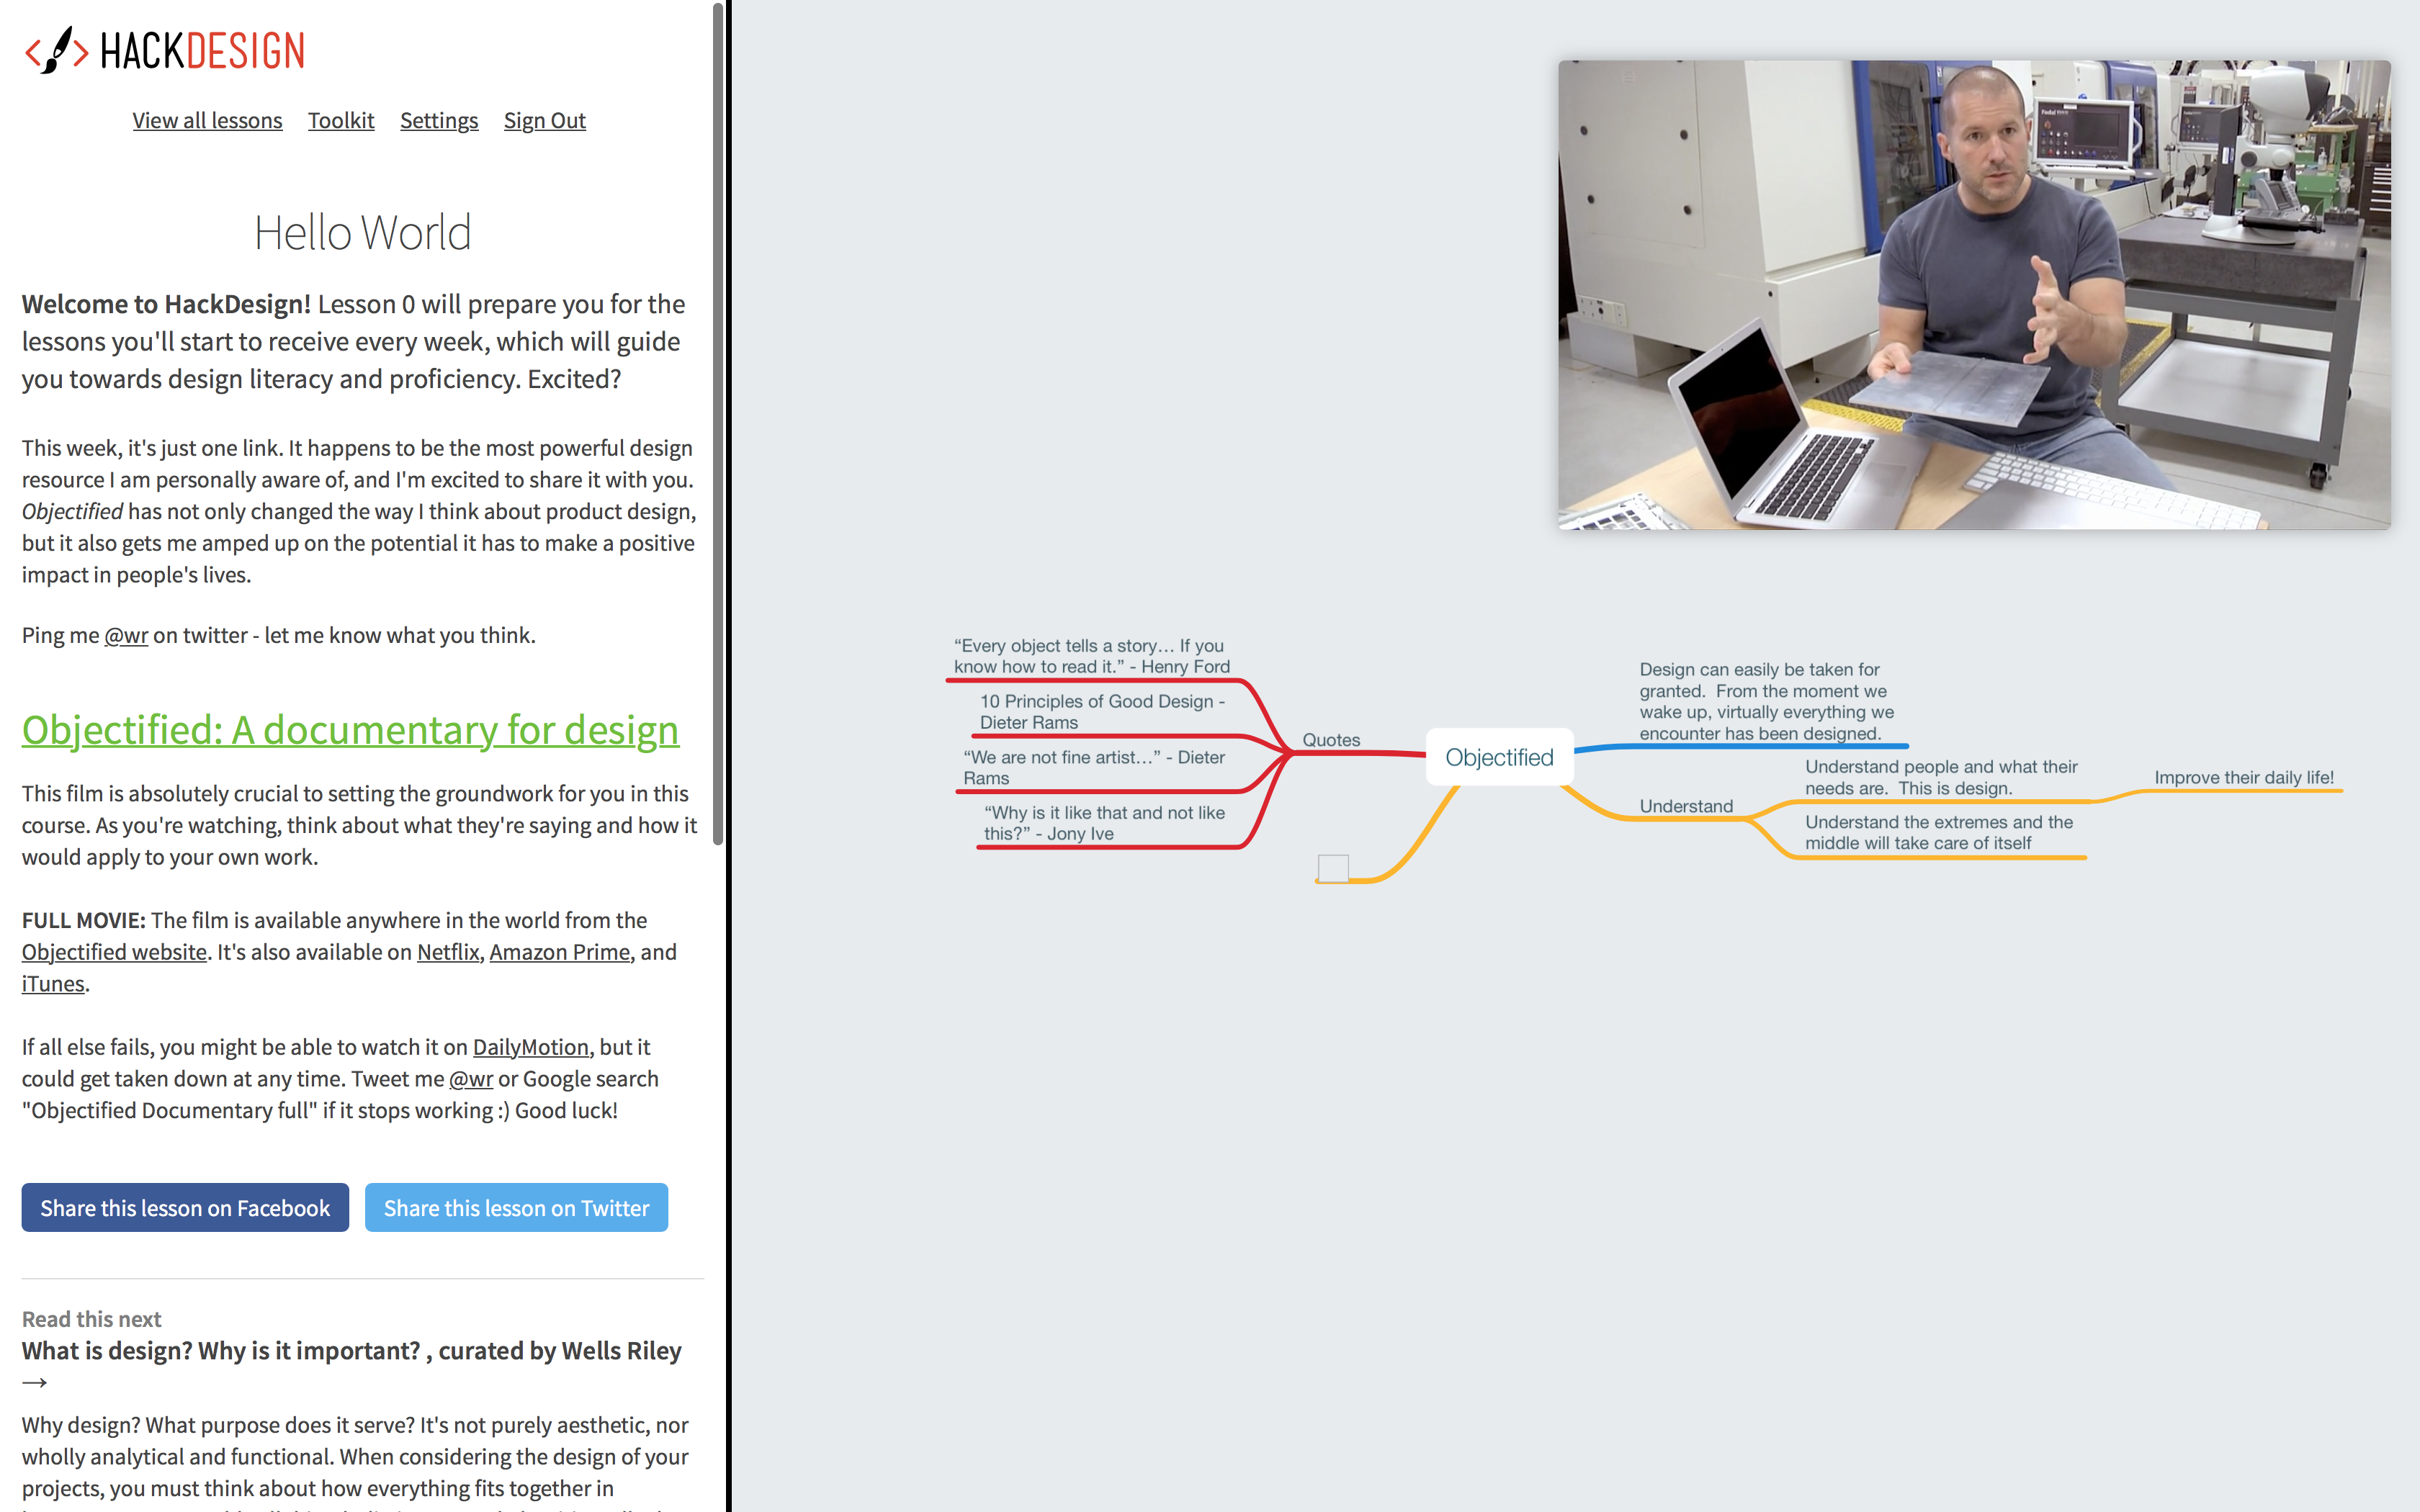 HACKDESIGN
View all lessons Toolkit Settings Sign Out
Hello World
Welcome to HackDesign! Lesson 0 will prepare you for the
lessons you'll start to receive every week, which will guide
you towards design literacy and proficiency. Excited?
This week, it's just one link. It happens to be the most powerful design
resource I am personally aware of, and I'm excited to share it with you.
Objectified has not only changed the way I think about product design,
but it also gets me amped up on the potential it has to make a positive
impact in people's lives.
Ping me @wr on twitter - let me know what you think.
Objectified: A documentary for design
This film is absolutely crucial to setting the groundwork for you in this
course. As you're watching, think about what they're saying and how it
would apply to your own work.
FULL MOVIE: The film is available anywhere in the world from the
Objectified website. It's also available on Netflix, Amazon Prime, and
iTunes.
If all else fails, you might be able to watch it on DailyMotion, but it
could get taken down at any time. Tweet me @wr or Google search
"Objectified Documentary full" if it stops working :) Good luck!
Share this lesson on Facebook
Share this lesson on Twitter
Read this next
What is design? Why is it important? , curated by Wells Riley
→
Why design? What purpose does it serve? It's not purely aesthetic, nor
wholly analytical and functional. When considering the design of your
projects, you must think about how everything fits together in
“Every object tells a story… If you
know how to read it.” - Henry Ford
10 Principles of Good Design -
Dieter Rams
“We are not fine artist…” - Dieter
Rams
“Why is it like that and not like
this?” - Jony Ive
Quotes
Objectified
Design can easily be taken for
granted. From the moment we
wake up, virtually everything we
encounter has been designed.
Understand
Understand people and what their
needs are. This is design.
Improve their daily life!
Understand the extremes and the
middle will take care of itself